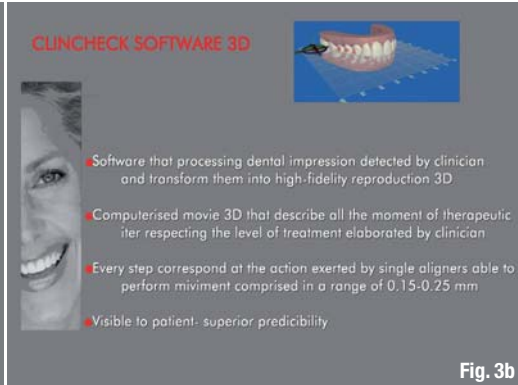 CLINCHECK SOFTWARE 3D
Software that processing dental impression detected by clinician
and transform them into high-fidelity reproduction 3D
Computerised movie 3D that describe all the moment of therapeutic
iter respecting the level of treatment elaborated by clinician
Every step correspond at the action exerted by single aligners able to
perform miviment comprised in a range of 0.15-0.25 mm
Visible to patient- superior predicibility
Fig. 3b